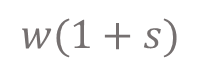 w(1 + s)